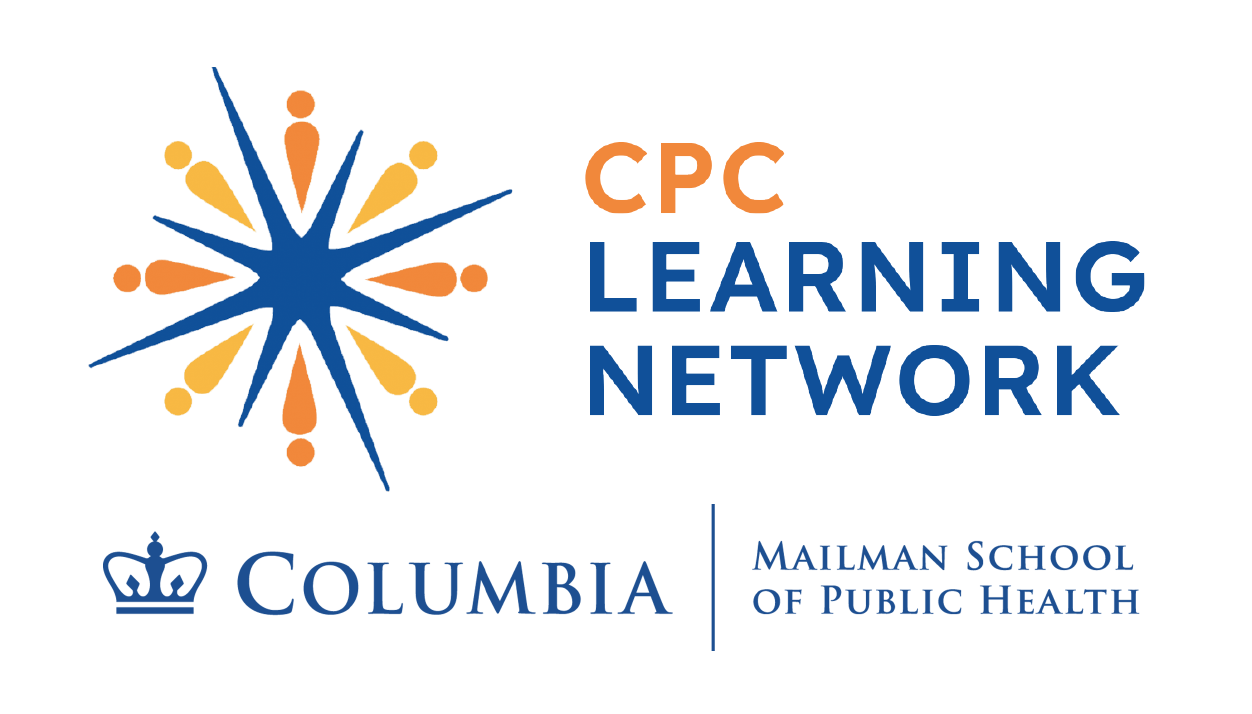 CPC
LEARNING
NETWORK
COLUMBIA
MAILMAN SCHOOL
OF PUBLIC HEALTH